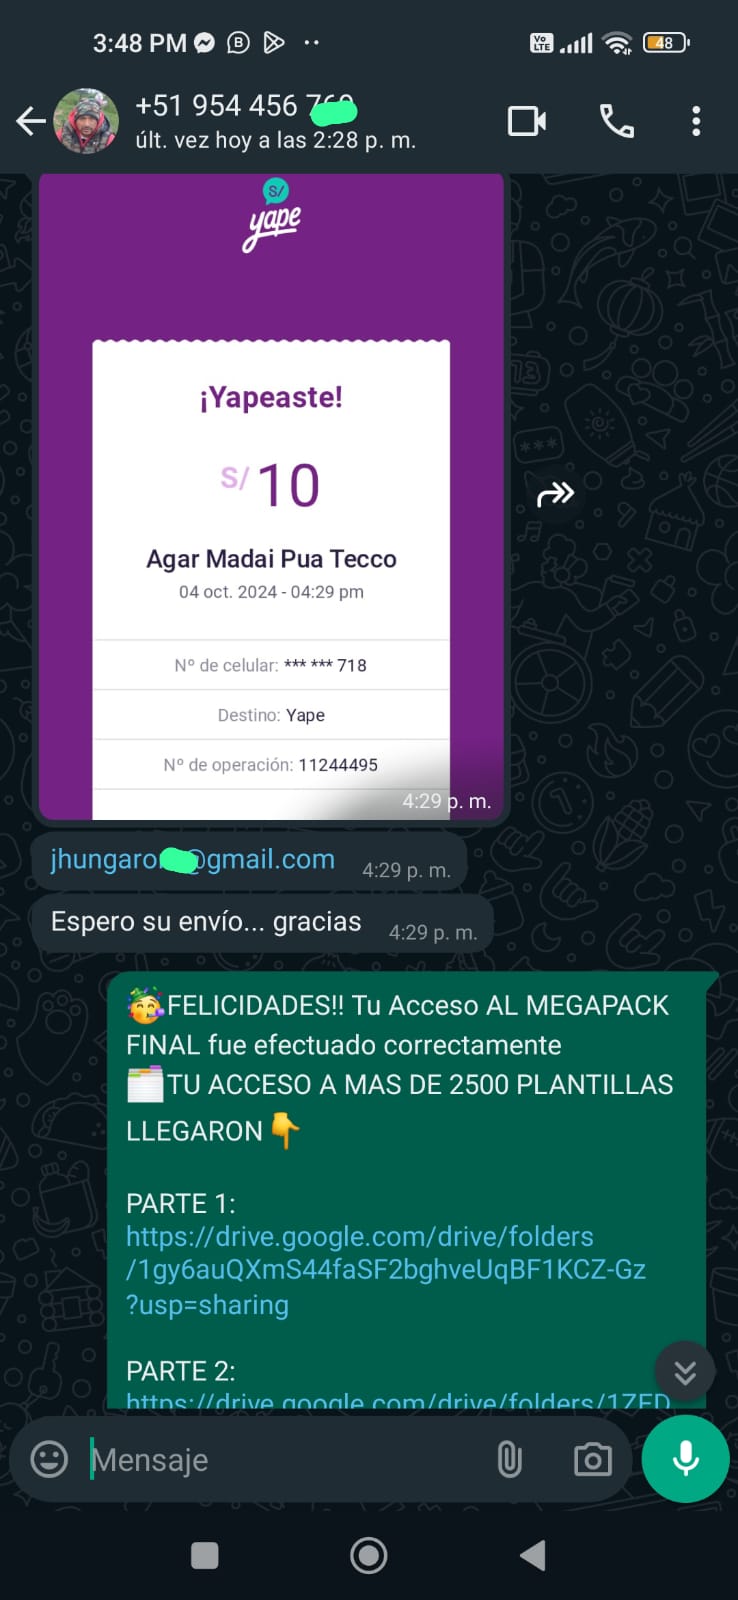 3:48 PM
Vo LTE
48
+51 954 456
últ. vez hoy a las 2:28 p. m.
S/
yape
¡Yapeaste!
S/ 10
Agar Madai Pua Tecco
04 oct. 2024 - 04:29 pm
Nº de celular: *** *** 718
Destino: Yape
Nº de operación: 11244495
4:29 p. m.
jhungaro @gmail.com 4:29 p. m.
Espero su envío... gracias 4:29 p. m.
🥳FELICIDADES!! Tu Acceso AL MEGAPACK
FINAL fue efectuado correctamente
🗂️TU ACCESO A MAS DE 2500 PLANTILLAS
LLEGARON👇
PARTE 1:
https://drive.google.com/drive/folders
/1gy6auQXmS44faSF2bghveUqBF1KCZ-Gz
?usp=sharing
PARTE 2:
https://drive.google.com/drive/folders/1ZFD
Mensaje